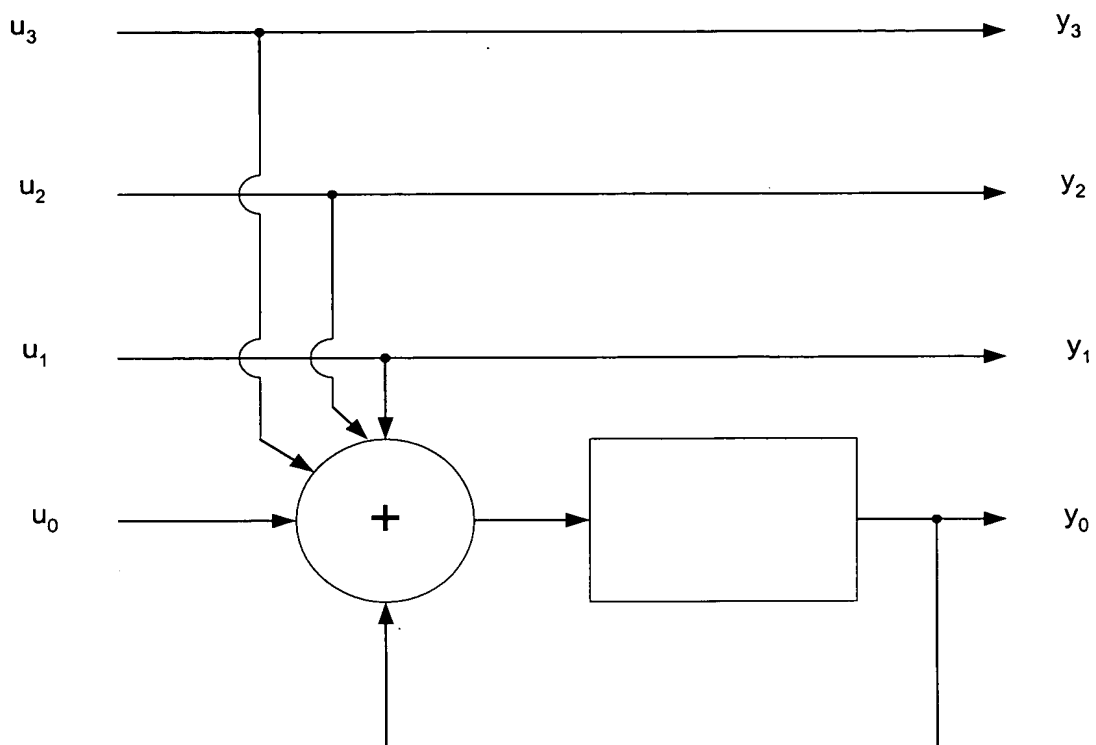 u₃ y₃
u₂ y₂
u₁ y₁
u₀ + y₀